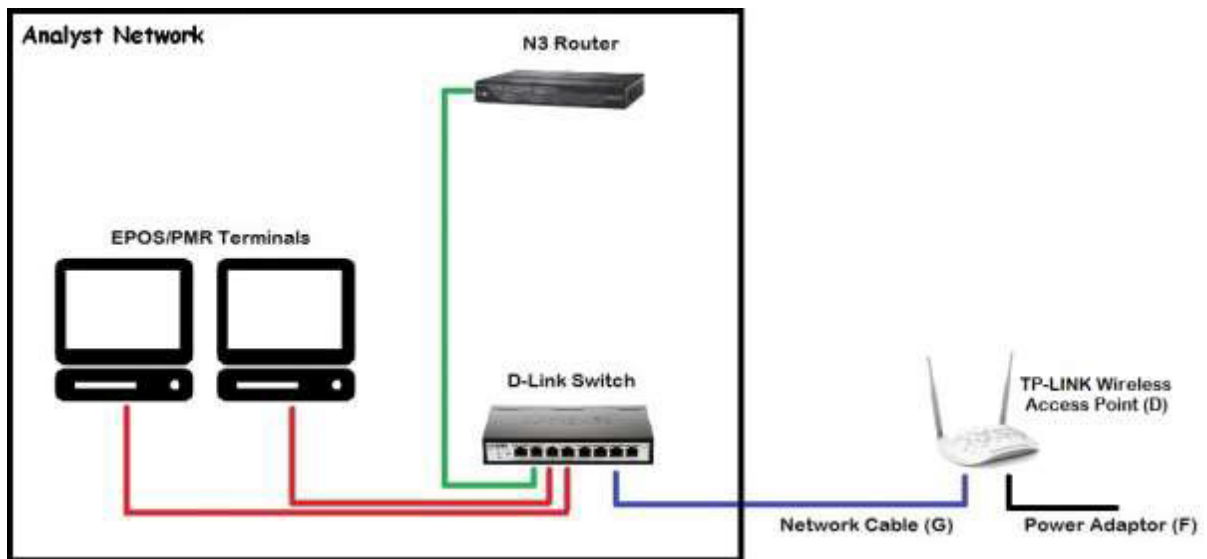 Analyst Network
N3 Router
EPOS/PMR Terminals
D-Link Switch
TP-LINK Wireless
Access Point (D)
Network Cable (G)
Power Adaptor (F)